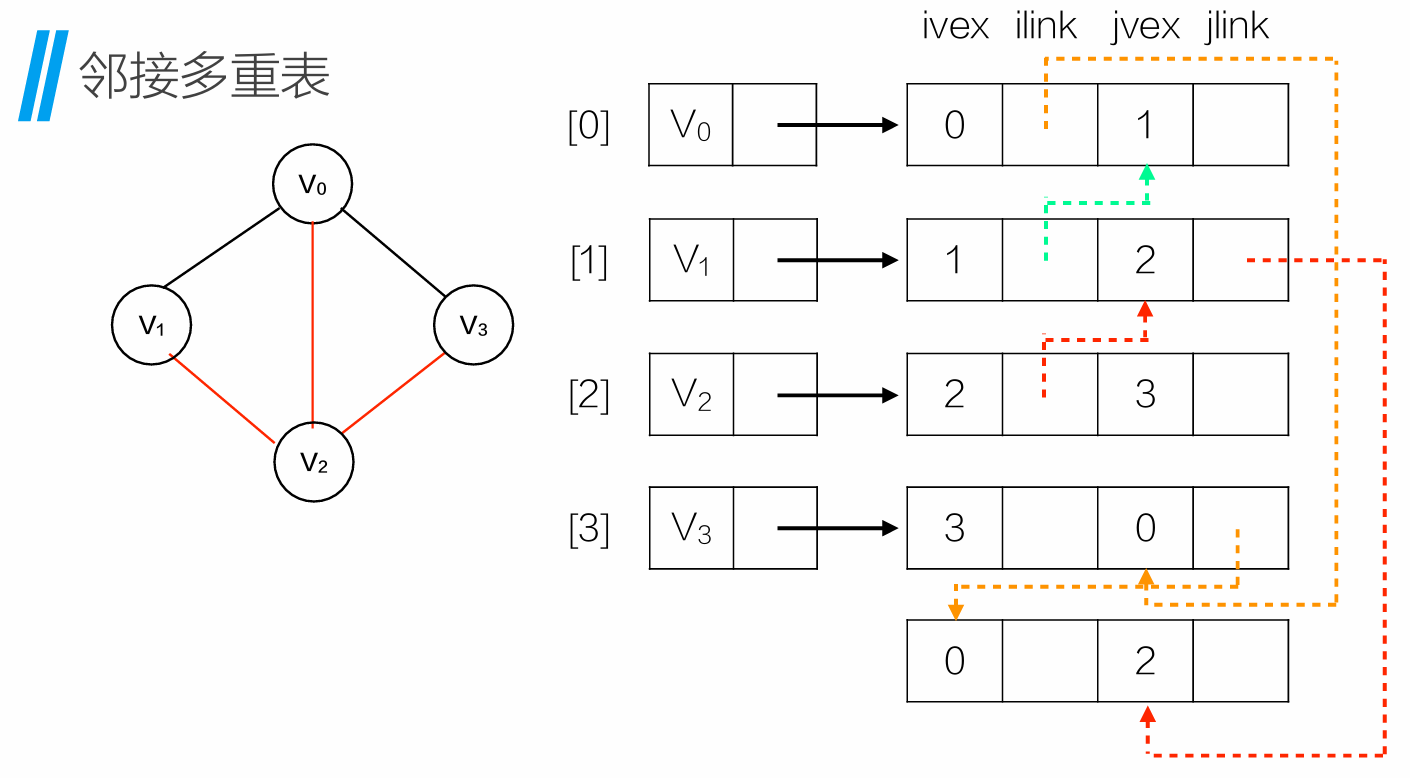 邻接多重表
ivex ilink jvex jlink
[0] V₀ 0 1
[1] V₁ 1 2
[2] V₂ 2 3
[3] V₃ 3 0
0 2
V₀
V₁ V₃
V₂